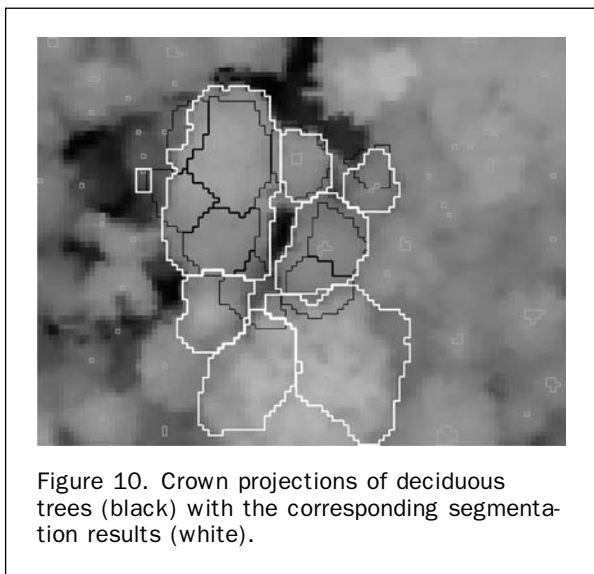 Figure 10. Crown projections of deciduous
trees (black) with the corresponding segmenta-
tion results (white).